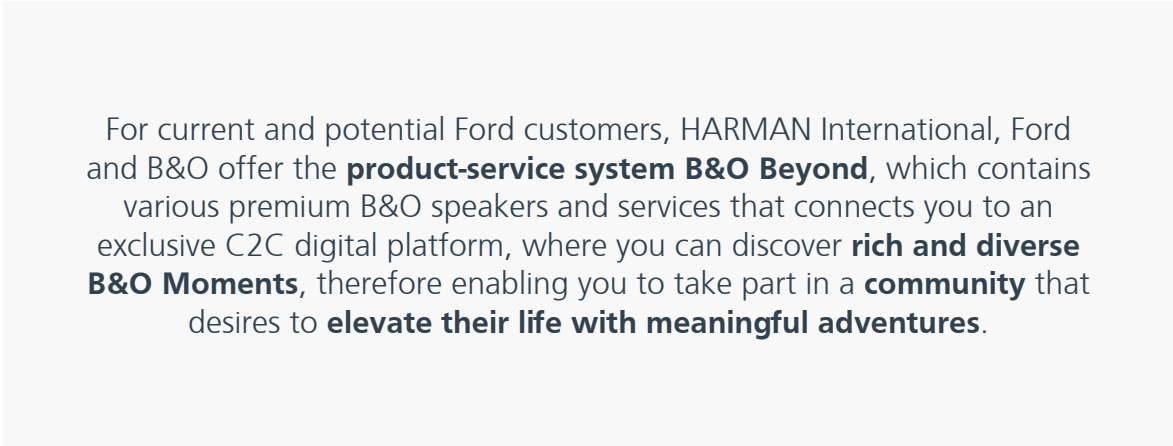 For current and potential Ford customers, HARMAN International, Ford
and B&O offer the product-service system B&O Beyond, which contains
various premium B&O speakers and services that connects you to an
exclusive C2C digital platform, where you can discover rich and diverse
B&O Moments, therefore enabling you to take part in a community that
desires to elevate their life with meaningful adventures.